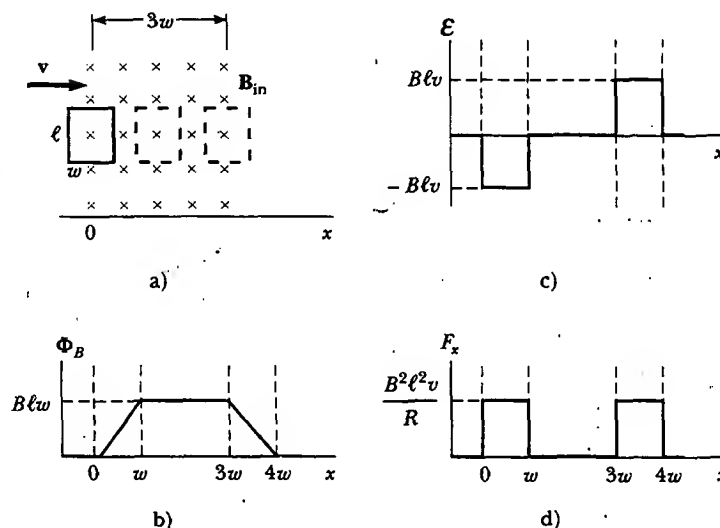 3w
v
B_in
ℓ
w
0 x
a)
ε
Bℓv
x
−Bℓv
c)
Φ_B
Bℓw
0 w 3w 4w x
b)
F_x
B²ℓ²v
R
0 w 3w 4w x
d)